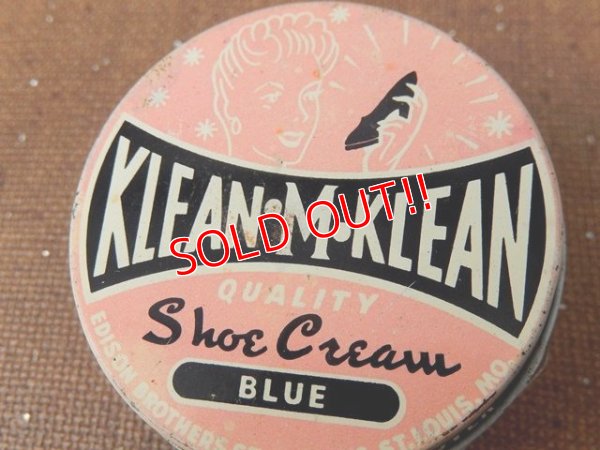 KLEAN·M·KLEAN
SOLD OUT!!
QUALITY
Shoe Cream
BLUE
EDISON BROTHERS ST. LOUIS, MO.